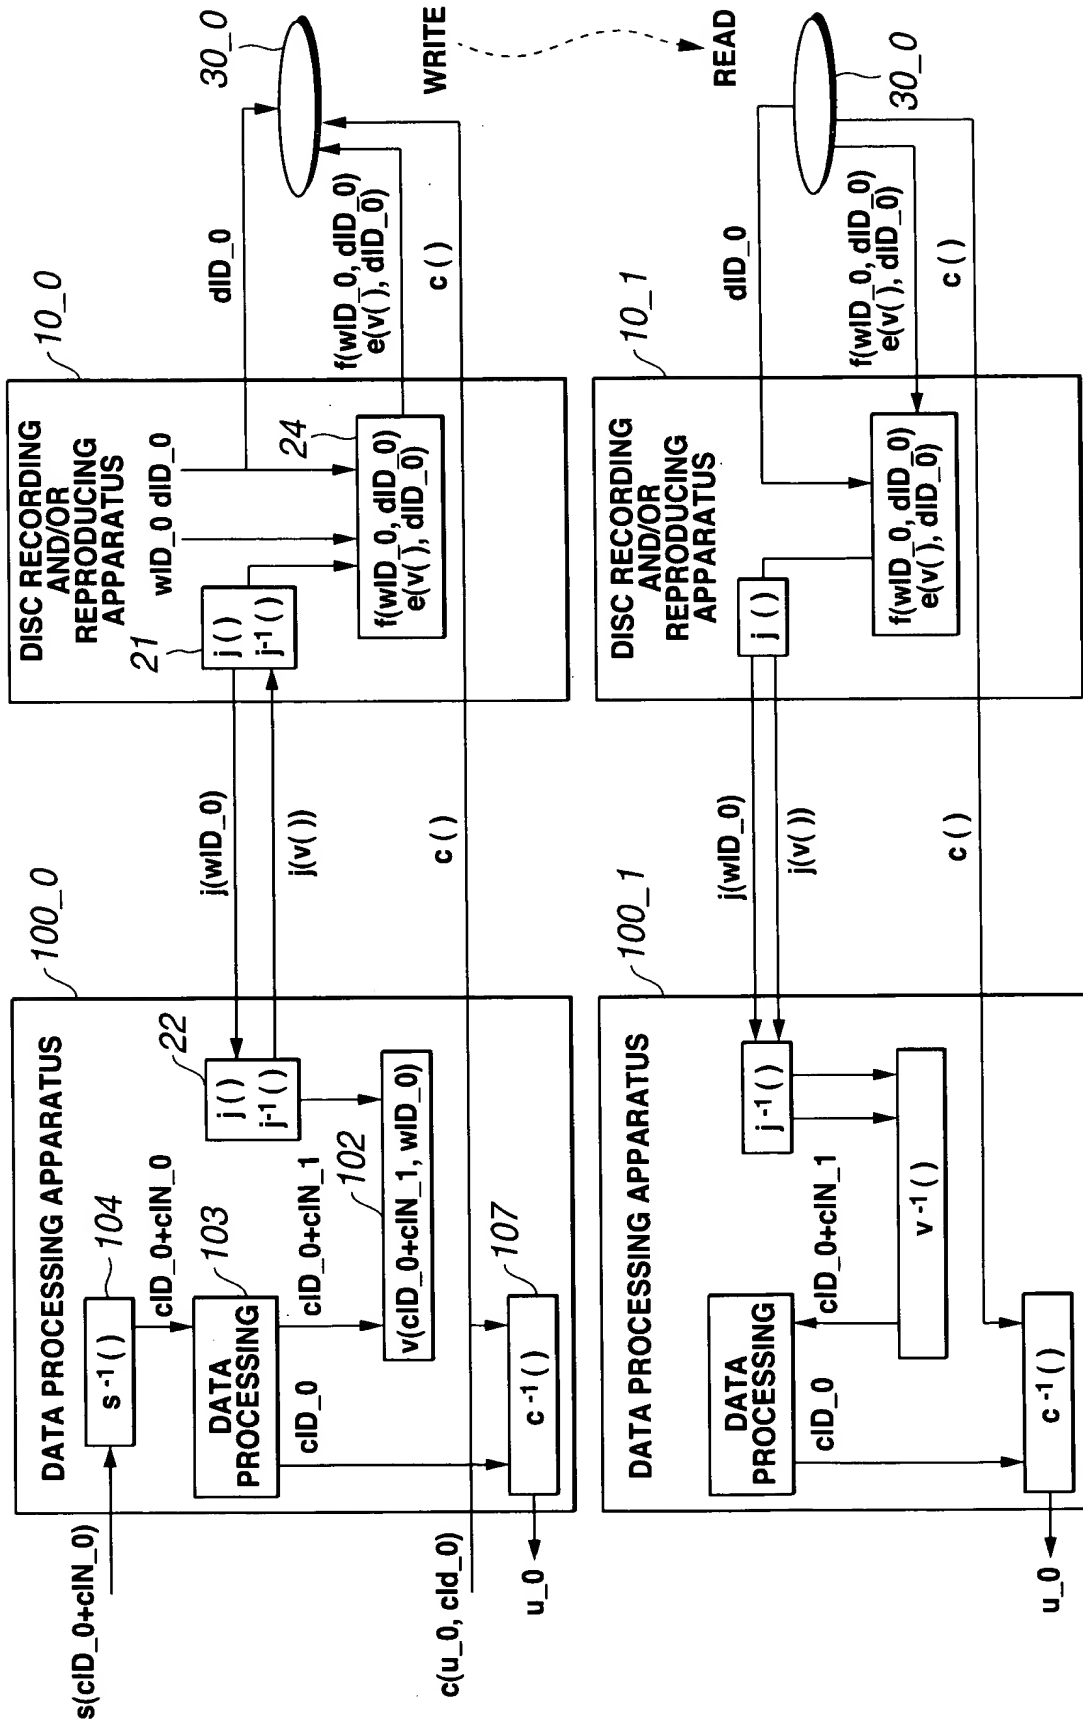 DATA PROCESSING APPARATUS
100_0
s(cID_0+cIN_0)
s⁻¹()
104
cID_0+cIN_0
DATA
PROCESSING
103
cID_0
cID_0+cIN_1
j()
j⁻¹()
22
v(cID_0+cIN_1, wID_0)
102
c(u_0, cId_0)
c⁻¹()
107
u_0
j(wID_0)
j(v())
c()
DISC RECORDING
AND/OR
REPRODUCING
APPARATUS
10_0
wID_0 dID_0
21
j()
j⁻¹()
24
f(wID_0, dID_0)
e(v(), dID_0)
dID_0
f(wID_0, dID_0)
e(v(), dID_0)
c()
30_0
WRITE
READ
DATA PROCESSING APPARATUS
100_1
DATA
PROCESSING
cID_0
cID_0+cIN_1
j⁻¹()
v⁻¹()
c⁻¹()
u_0
j(wID_0)
j(v())
c()
DISC RECORDING
AND/OR
REPRODUCING
APPARATUS
10_1
j()
f(wID_0, dID_0)
e(v(), dID_0)
dID_0
f(wID_0, dID_0)
e(v(), dID_0)
c()
30_0